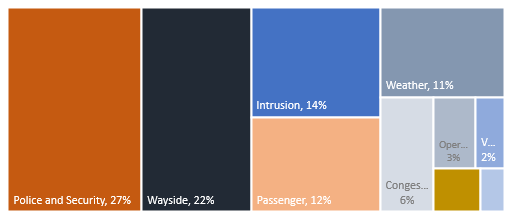 Police and Security, 27%
Wayside, 22%
Intrusion, 14%
Passenger, 12%
Weather, 11%
Conges...
6%
Oper...
3%
V...
2%